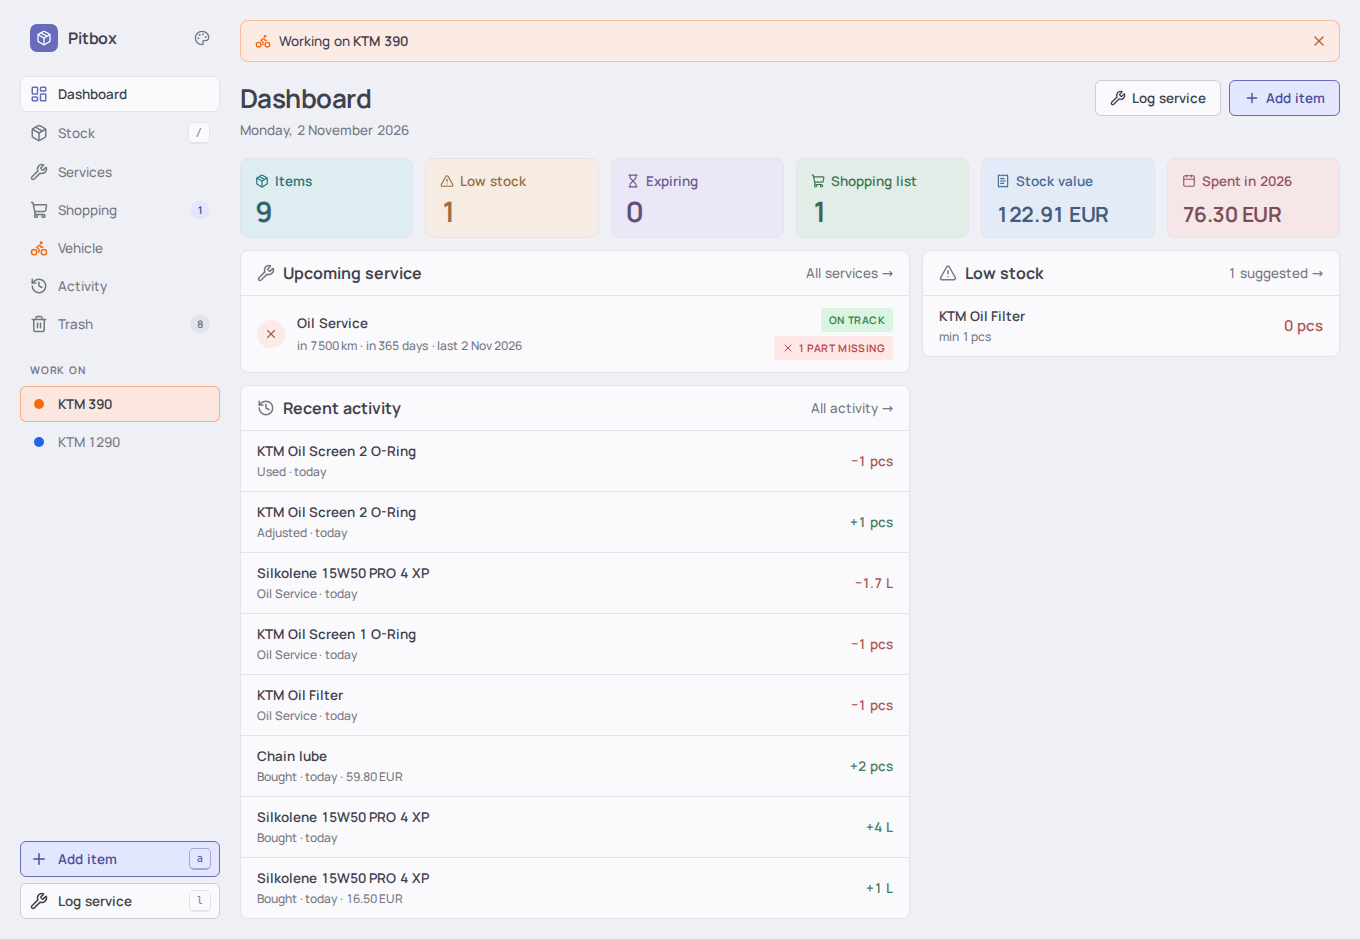 Pitbox
Dashboard
Stock /
Services
Shopping 1
Vehicle
Activity
Trash 8
WORK ON
KTM 390
KTM 1290
Add item a
Log service l
Working on KTM 390
Dashboard
Monday, 2 November 2026
Log service
Add item
Items
9
Low stock
1
Expiring
0
Shopping list
1
Stock value
122.91 EUR
Spent in 2026
76.30 EUR
Upcoming service
All services →
Oil Service
in 7 500 km · in 365 days · last 2 Nov 2026
ON TRACK
1 PART MISSING
Low stock
1 suggested →
KTM Oil Filter
min 1 pcs
0 pcs
Recent activity
All activity →
KTM Oil Screen 2 O-Ring
Used · today
−1 pcs
KTM Oil Screen 2 O-Ring
Adjusted · today
+1 pcs
Silkolene 15W50 PRO 4 XP
Oil Service · today
−1.7 L
KTM Oil Screen 1 O-Ring
Oil Service · today
−1 pcs
KTM Oil Filter
Oil Service · today
−1 pcs
Chain lube
Bought · today · 59.80 EUR
+2 pcs
Silkolene 15W50 PRO 4 XP
Bought · today
+4 L
Silkolene 15W50 PRO 4 XP
Bought · today · 16.50 EUR
+1 L